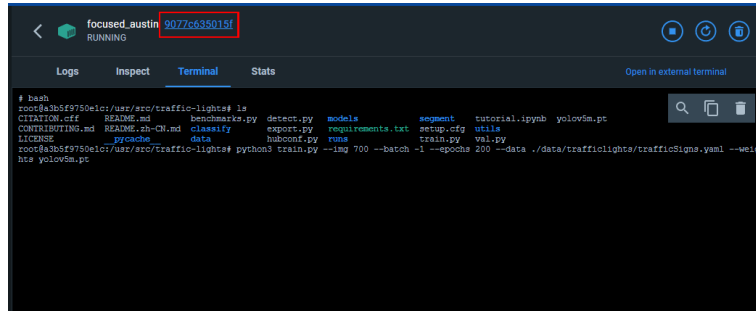 focused_austin 9077c635015f
RUNNING
Logs Inspect Terminal Stats
Open in external terminal
# bash
root@a3b5f9750e1c:/usr/src/traffic-lights# ls
CITATION.cff README.md benchmarks.py detect.py models segment tutorial.ipynb yolov5m.pt
CONTRIBUTING.md README.zh-CN.md classify export.py requirements.txt setup.cfg utils
LICENSE __pycache__ data hubconf.py runs train.py val.py
root@a3b5f9750e1c:/usr/src/traffic-lights# python3 train.py --img 700 --batch -1 --epochs 200 --data ./data/trafficlights/trafficSigns.yaml --weig
hts yolov5m.pt